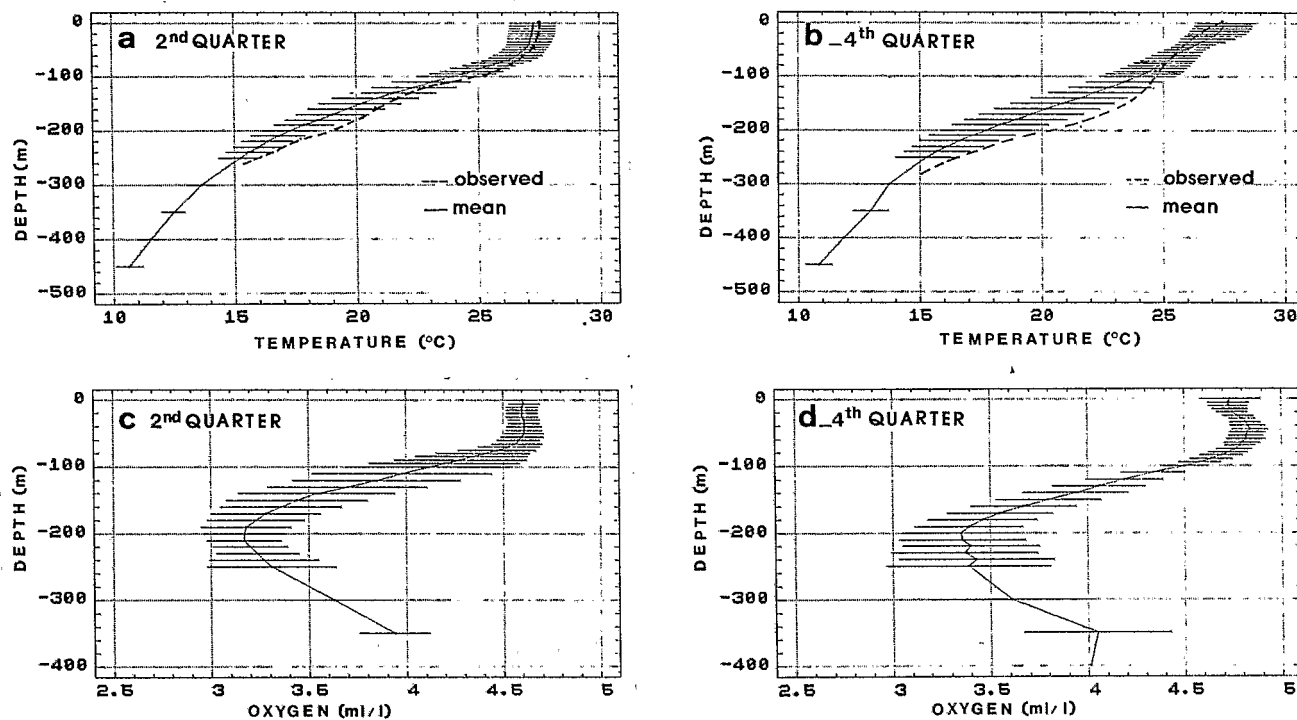 a 2nd QUARTER
0
-100
-200
-300
-400
-500
DEPTH (m)
--- observed
— mean
10 15 20 25 .30
TEMPERATURE (°C)
b_4th QUARTER
0
-100
-200
-300
-400
-500
DEPTH (m)
--- observed
— mean
10 15 20 25 30
TEMPERATURE (°C)
c 2nd QUARTER
0
-100
-200
-300
-400
DEPTH (m)
2.5 3 3.5 4 4.5 5
OXYGEN (ml/l)
d_4th QUARTER
0
-100
-200
-300
-400
DEPTH (m)
2.5 3 3.5 4 4.5 5
OXYGEN (ml/l)